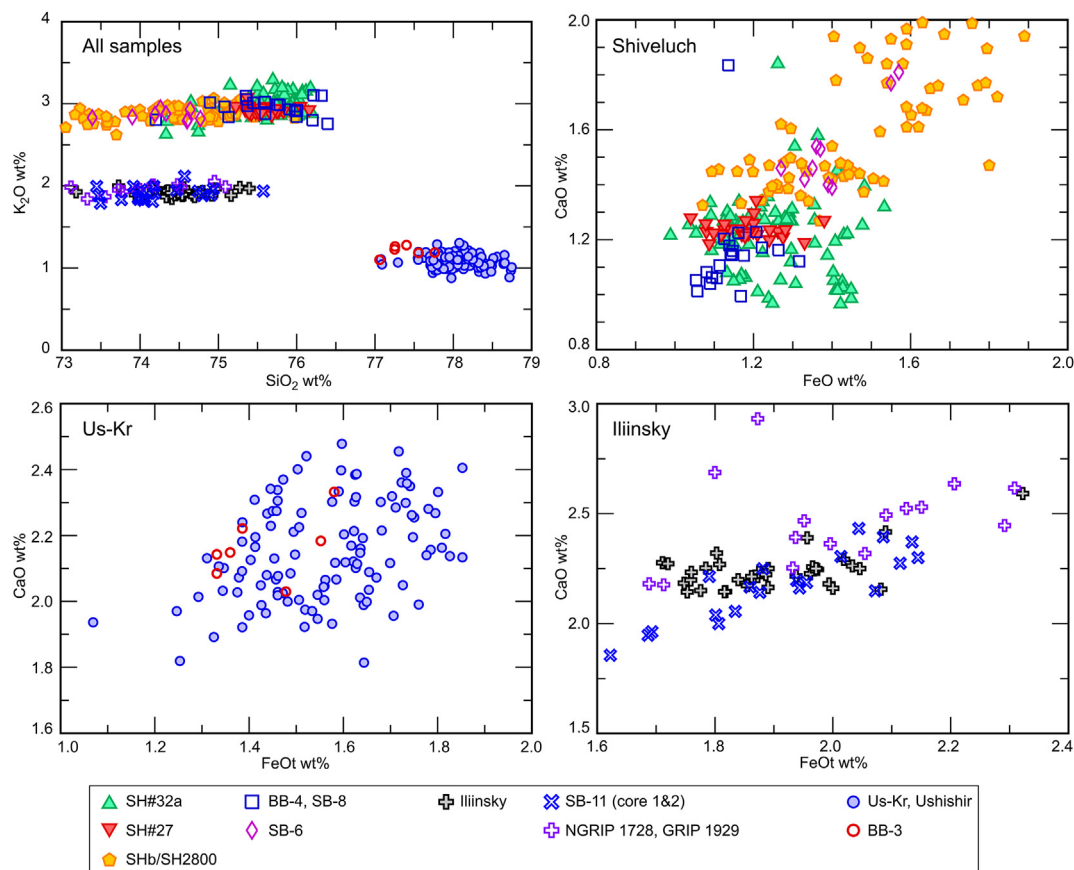 All samples
K2O wt%
4
3
2
1
0
73 74 75 76 77 78 79
SiO2 wt%
Shiveluch
CaO wt%
2.0
1.6
1.2
0.8
0.8 1.2 1.6 2.0
FeO wt%
Us-Kr
CaO wt%
2.6
2.4
2.2
2.0
1.8
1.6
1.0 1.2 1.4 1.6 1.8 2.0
FeOt wt%
Iliinsky
CaO wt%
3.0
2.5
2.0
1.5
1.6 1.8 2.0 2.2 2.4
FeOt wt%
SH#32a BB-4, SB-8 Iliinsky SB-11 (core 1&2) Us-Kr, Ushishir
SH#27 SB-6 NGRIP 1728, GRIP 1929 BB-3
SHb/SH2800